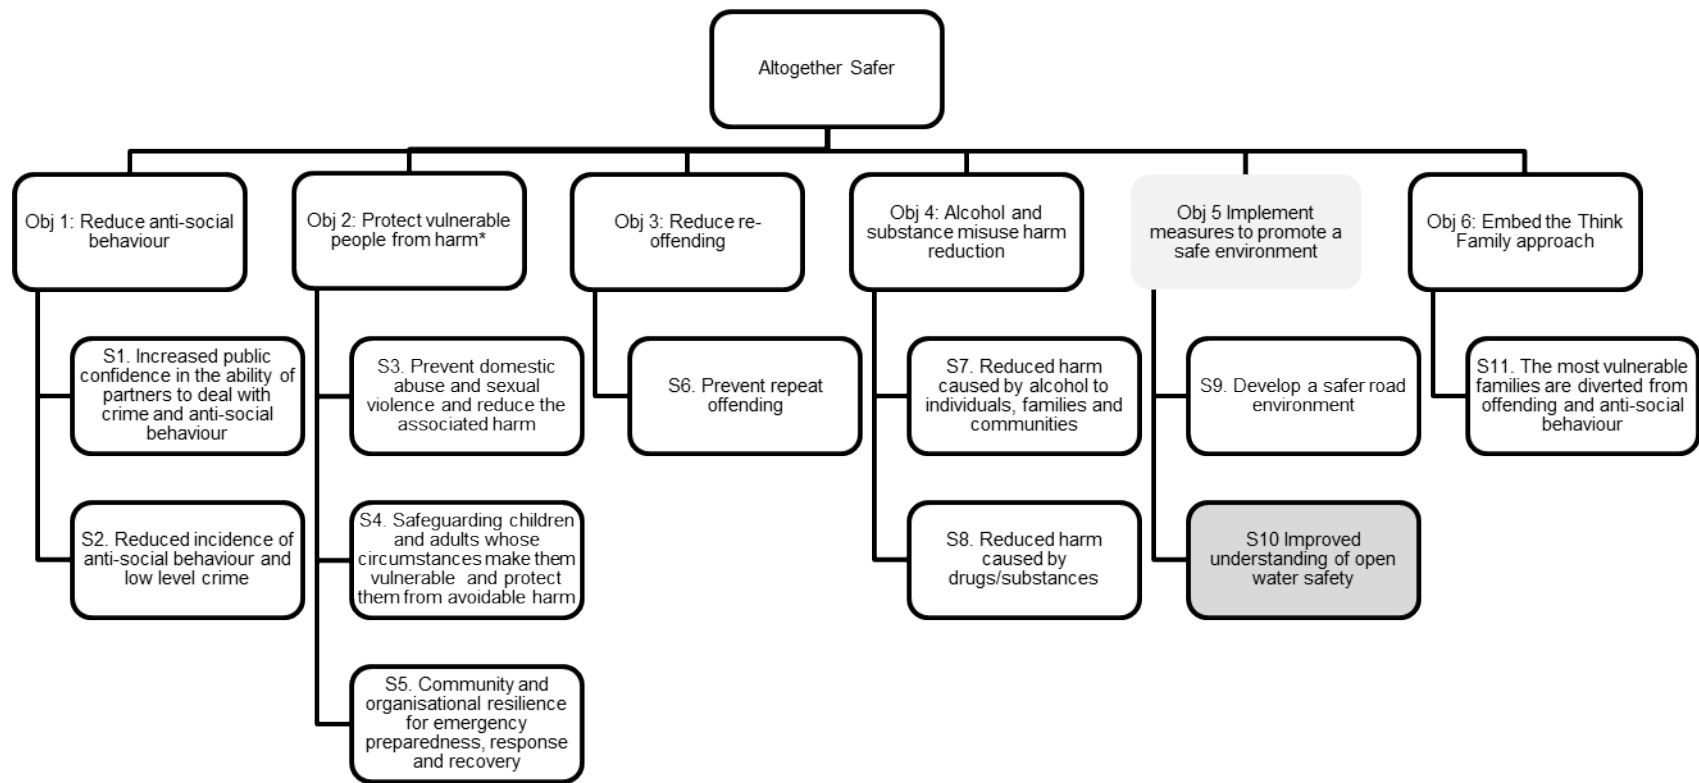 Altogether Safer
Obj 1: Reduce anti-social
behaviour
Obj 2: Protect vulnerable
people from harm*
Obj 3: Reduce re-
offending
Obj 4: Alcohol and
substance misuse harm
reduction
Obj 5 Implement
measures to promote a
safe environment
Obj 6: Embed the Think
Family approach
S1. Increased public
confidence in the ability of
partners to deal with
crime and anti-social
behaviour
S2. Reduced incidence of
anti-social behaviour and
low level crime
S3. Prevent domestic
abuse and sexual
violence and reduce the
associated harm
S4. Safeguarding children
and adults whose
circumstances make them
vulnerable and protect
them from avoidable harm
S5. Community and
organisational resilience
for emergency
preparedness, response
and recovery
S6. Prevent repeat
offending
S7. Reduced harm
caused by alcohol to
individuals, families and
communities
S8. Reduced harm
caused by
drugs/substances
S9. Develop a safer road
environment
S10 Improved
understanding of open
water safety
S11. The most vulnerable
families are diverted from
offending and anti-social
behaviour